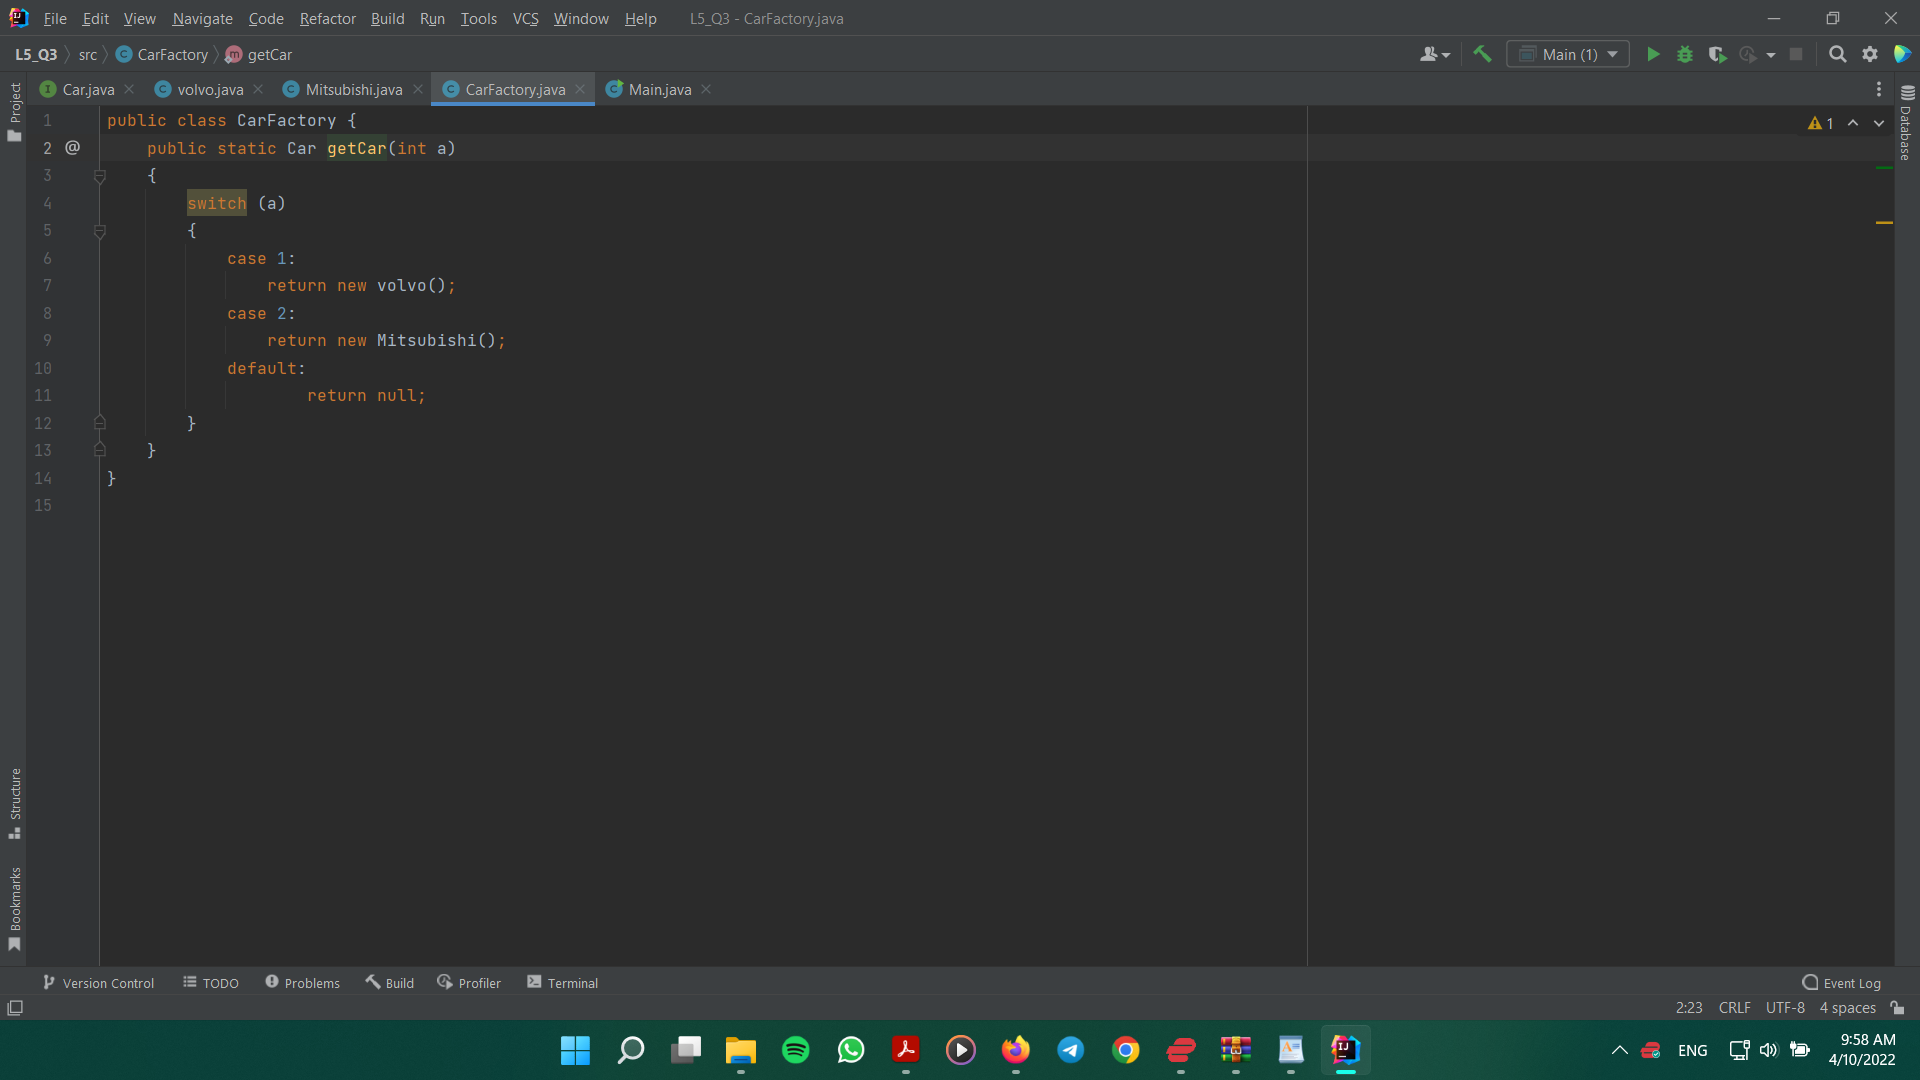 File Edit View Navigate Code Refactor Build Run Tools VCS Window Help L5_Q3 - CarFactory.java
L5_Q3 src CarFactory getCar Main (1)
Project
Car.java volvo.java Mitsubishi.java CarFactory.java Main.java
Database
1 public class CarFactory {
1
2 @ public static Car getCar(int a)
3 {
4 switch (a)
5 {
6 case 1:
7 return new volvo();
8 case 2:
9 return new Mitsubishi();
10 default:
11 return null;
12 }
13 }
14 }
15
Structure
Bookmarks
Version Control TODO Problems Build Profiler Terminal Event Log
2:23 CRLF UTF-8 4 spaces
ENG 9:58 AM
4/10/2022